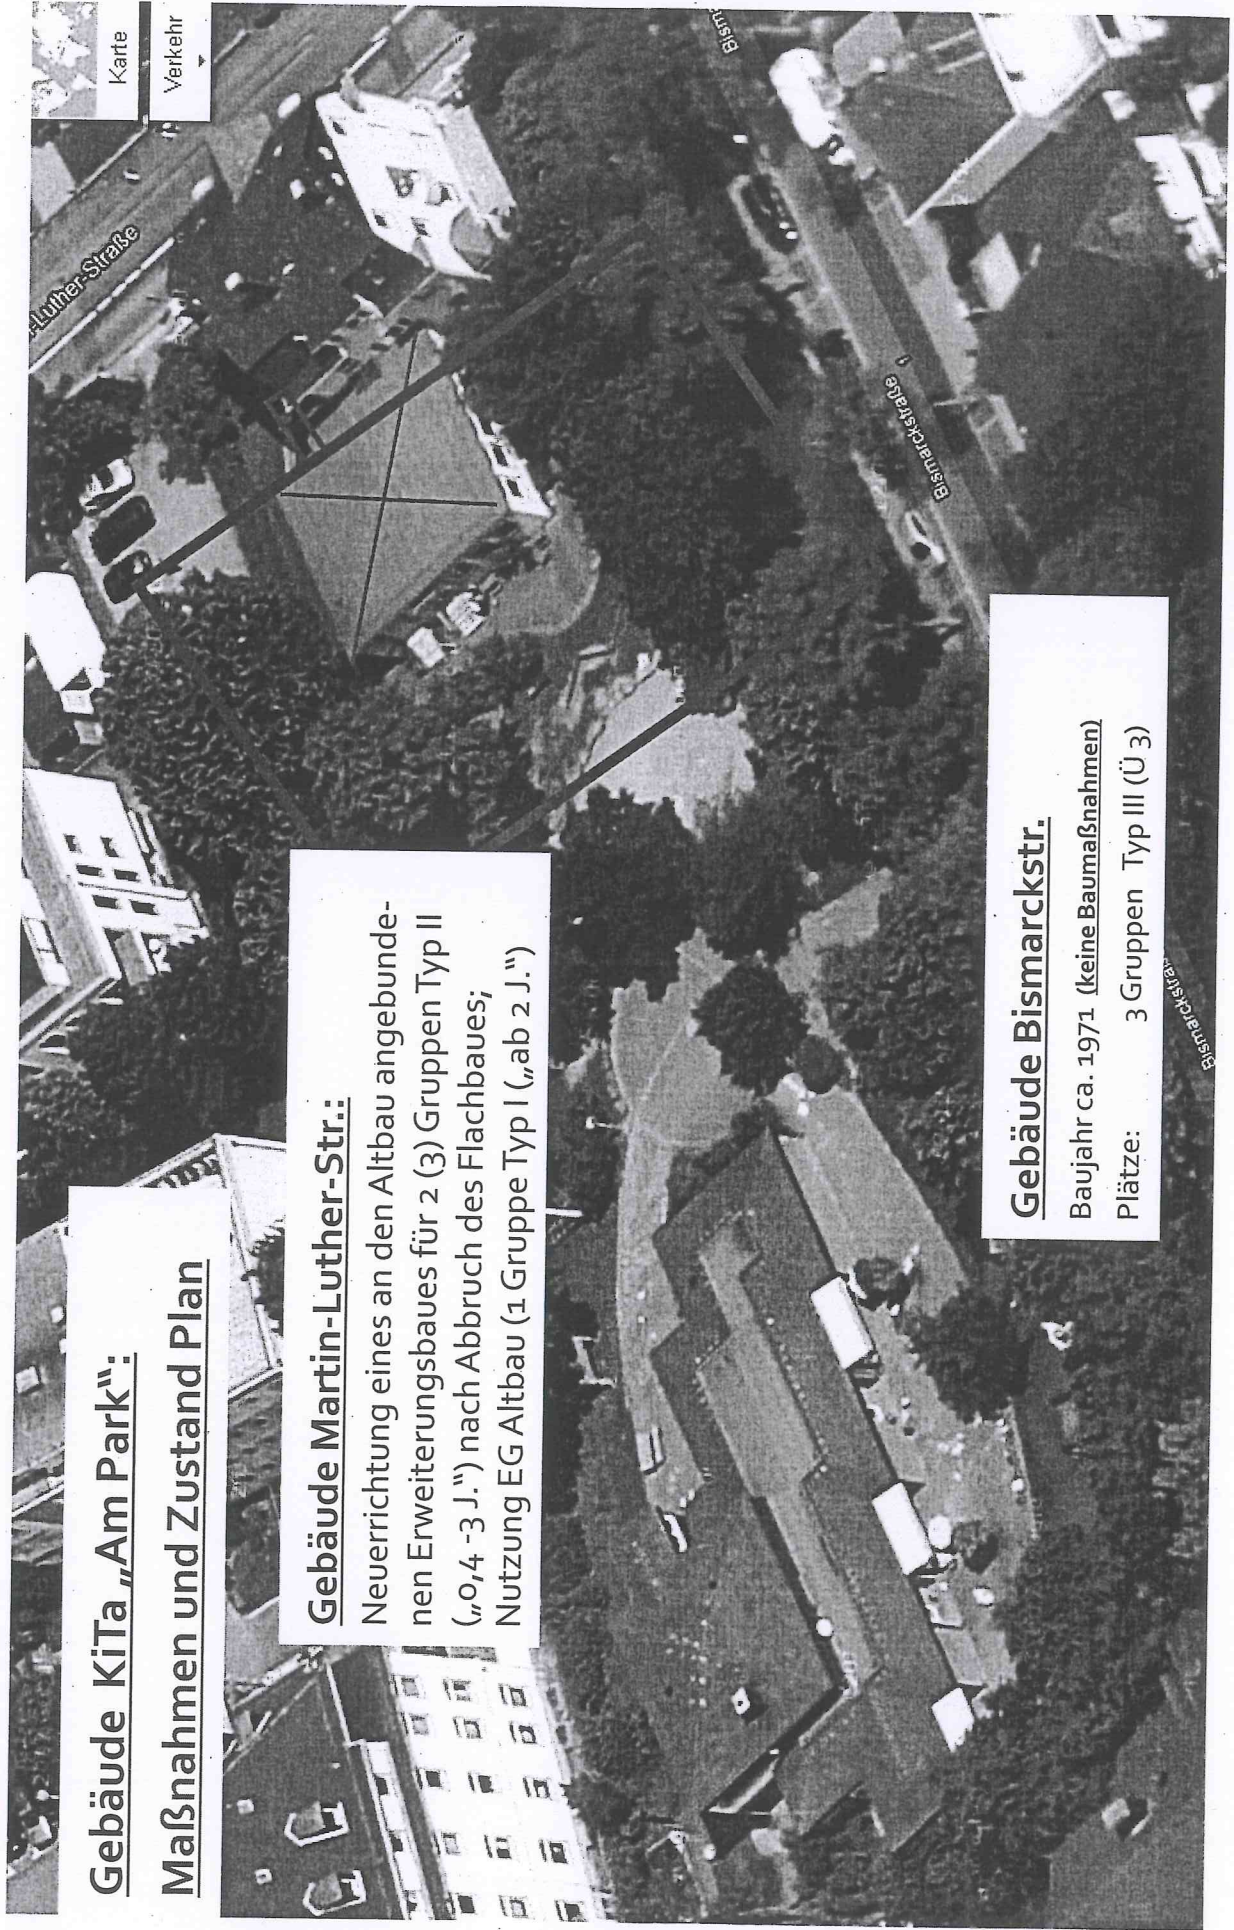 Gebäude KiTa „Am Park“:
Maßnahmen und Zustand Plan
Gebäude Martin-Luther-Str.:
Neuerrichtung eines an den Altbau angebunde-
nen Erweiterungsbaues für 2 (3) Gruppen Typ II
(„0,4 -3 J.“) nach Abbruch des Flachbaues;
Nutzung EG Altbau (1 Gruppe Typ I („ab 2 J.“)
Gebäude Bismarckstr.
Baujahr ca. 1971 (keine Baumaßnahmen)
Plätze: 3 Gruppen Typ III (Ü 3)
Karte
Verkehr
-Luther-Straße
Bismarckstraße 1
Bism
Bismarckstraß